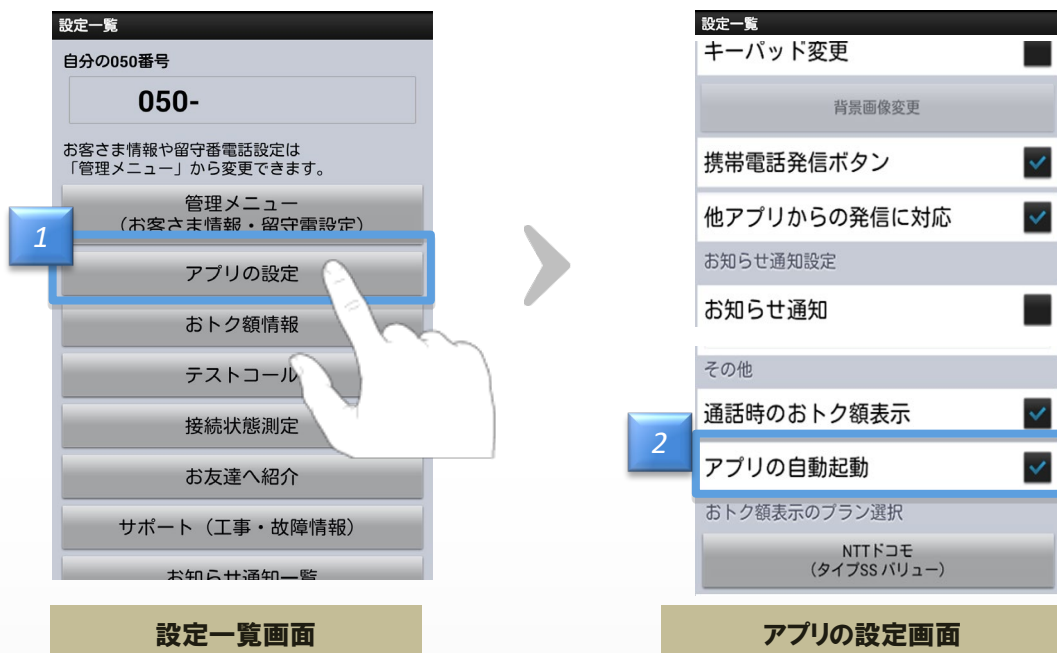 設定一覧
自分の050番号
050-
お客さま情報や留守番電話設定は
「管理メニュー」から変更できます。
管理メニュー
(お客さま情報・留守電設定)
1
アプリの設定
おトク額情報
テストコール
接続状態測定
お友達へ紹介
サポート（工事・故障情報）
お知らせ通知一覧
設定一覧画面
設定一覧
キーパッド変更
背景画像変更
携帯電話発信ボタン
他アプリからの発信に対応
お知らせ通知設定
お知らせ通知
その他
通話時のおトク額表示
2
アプリの自動起動
おトク額表示のプラン選択
NTTドコモ
(タイプSS バリュー)
アプリの設定画面